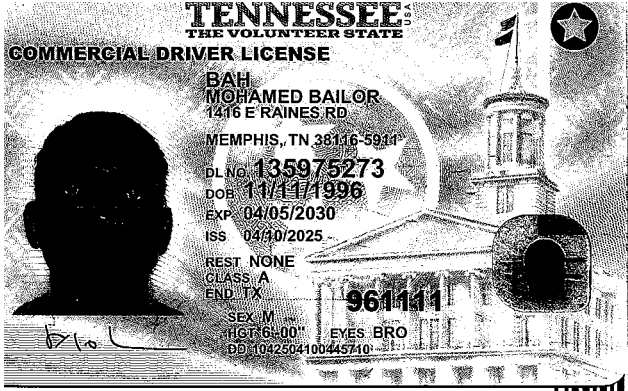 TENNESSEE USA
THE VOLUNTEER STATE
COMMERCIAL DRIVER LICENSE
BAH
MOHAMED BAILOR
1416 E RAINES RD
MEMPHIS, TN 38116-5911
DL NO. 135975273
DOB 11/11/1996
EXP 04/05/2030
ISS 04/10/2025
REST NONE
CLASS A
END TX
961111
SEX M
HGT 6'-00" EYES BRO
DD 1042504100445710